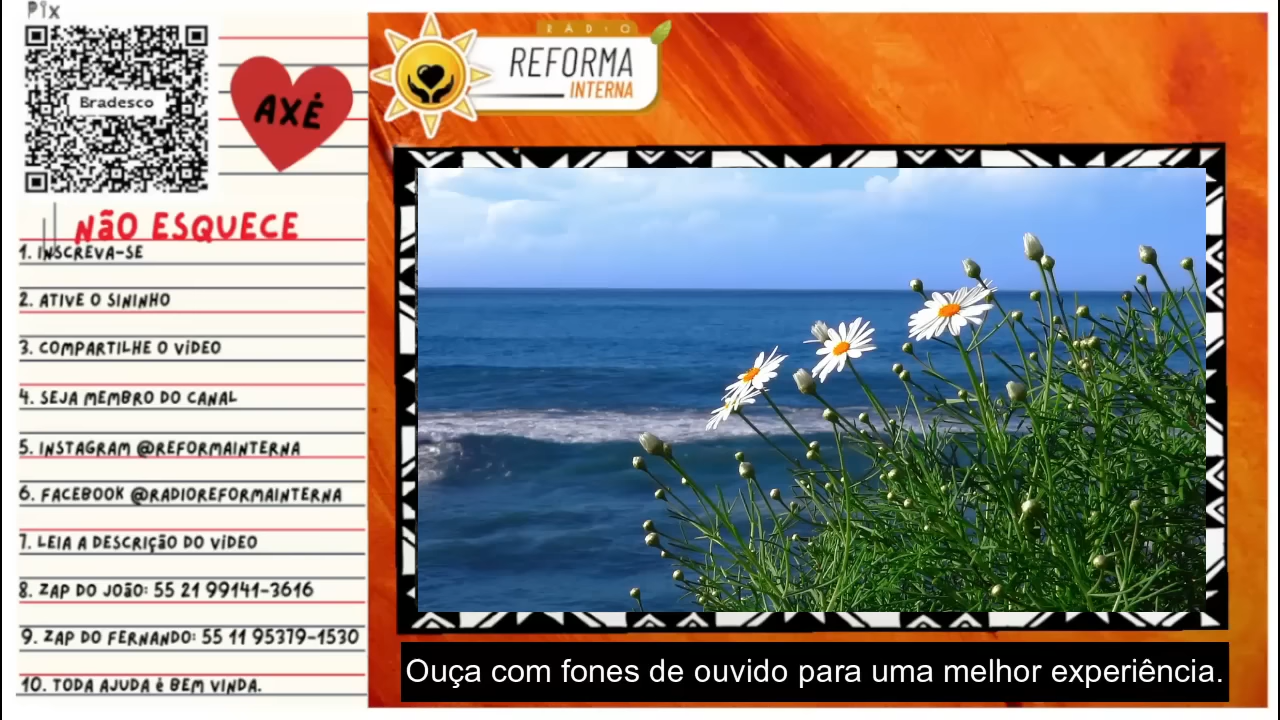 Pix
Bradesco
AXÉ
NÃO ESQUECE
1. INSCREVA-SE
2. ATIVE O SININHO
3. COMPARTILHE O VÍDEO
4. SEJA MEMBRO DO CANAL
5. INSTAGRAM @REFORMAINTERNA
6. FACEBOOK @RADIOREFORMAINTERNA
7. LEIA A DESCRIÇÃO DO VÍDEO
8. ZAP DO JOÃO: 55 21 99141-3616
9. ZAP DO FERNANDO: 55 11 95379-1530
10. TODA AJUDA É BEM VINDA.
RÁDIO
REFORMA
INTERNA
Ouça com fones de ouvido para uma melhor experiência.